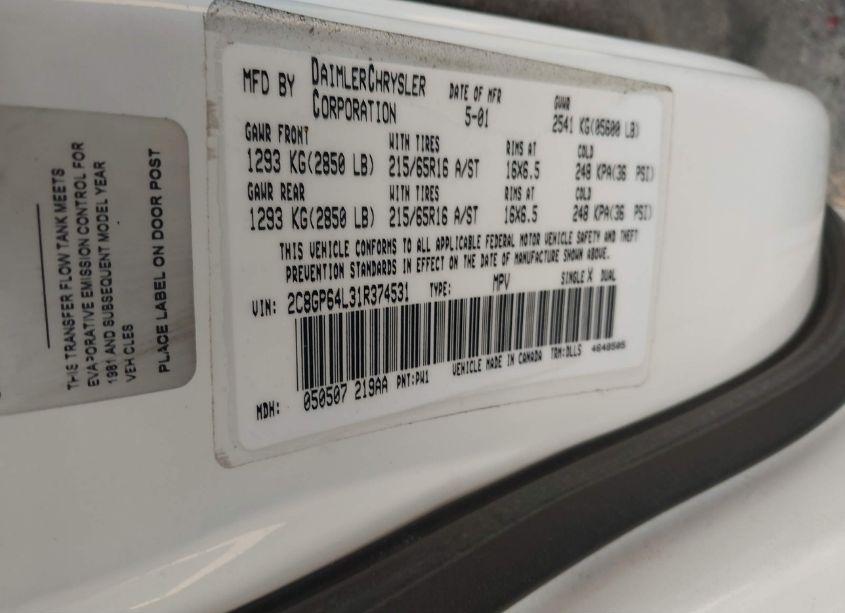 MFD BY DAIMLERCHRYSLER CORPORATION
DATE OF MFR 5-01
GVWR 2541 KG(05600 LB)
GAWR FRONT WITH TIRES RIMS AT COLD
1293 KG(2850 LB) 215/65R16 A/ST 16X6.5 248 KPA(36 PSI)
GAWR REAR WITH TIRES RIMS AT COLD
1293 KG(2850 LB) 215/65R16 A/ST 16X6.5 248 KPA(36 PSI)
THIS VEHICLE CONFORMS TO ALL APPLICABLE FEDERAL MOTOR VEHICLE SAFETY AND THEFT
PREVENTION STANDARDS IN EFFECT ON THE DATE OF MANUFACTURE SHOWN ABOVE.
VIN: 2C8GP64L31R374531 TYPE: MPV SINGLE X DUAL
MDH: 050507 219AA PNT:PW1 VEHICLE MADE IN CANADA TRM:DLLS 4648505
THIS TRANSFER FLOW TANK MEETS
EVAPORATIVE EMISSION CONTROL FOR
1981 AND SUBSEQUENT MODEL YEAR
VEHICLES
PLACE LABEL ON DOOR POST